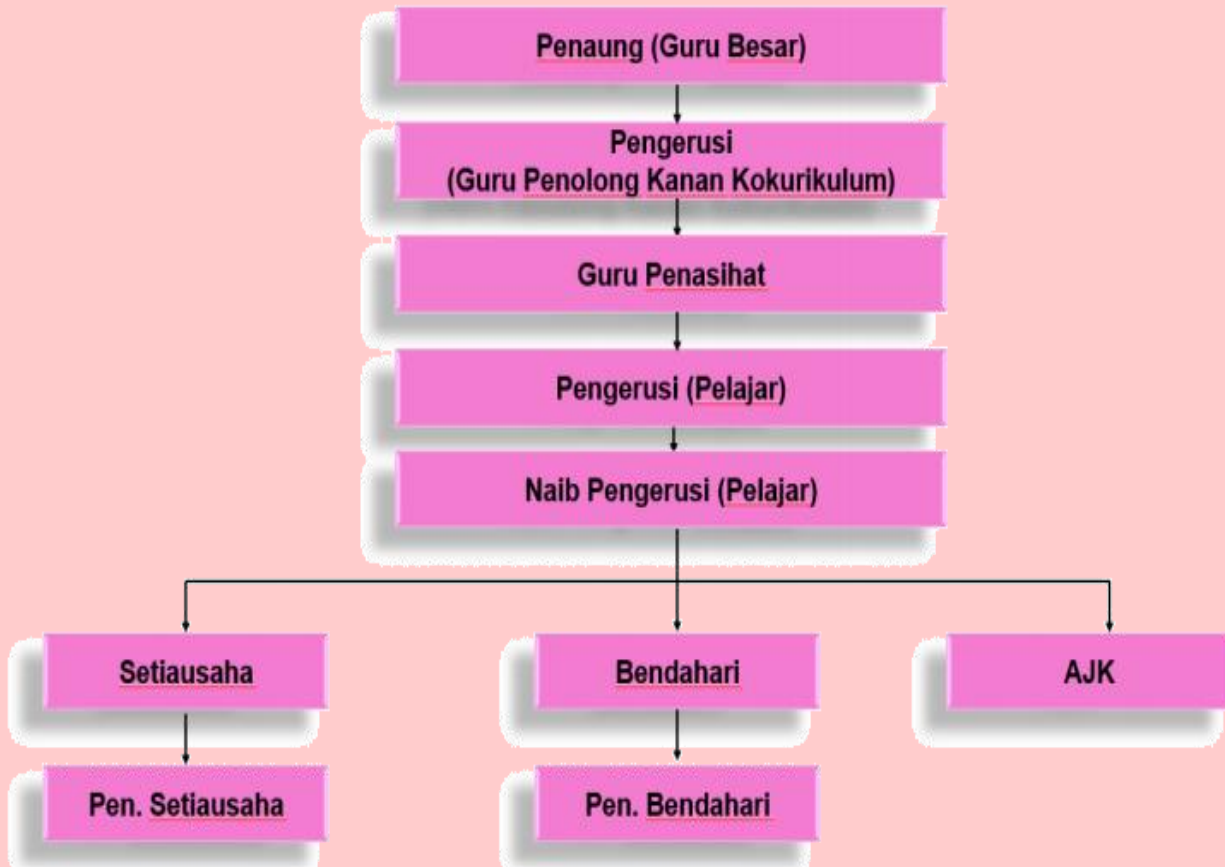 Penaung (Guru Besar)
Pengerusi
(Guru Penolong Kanan Kokurikulum)
Guru Penasihat
Pengerusi (Pelajar)
Naib Pengerusi (Pelajar)
Setiausaha
Bendahari
AJK
Pen. Setiausaha
Pen. Bendahari